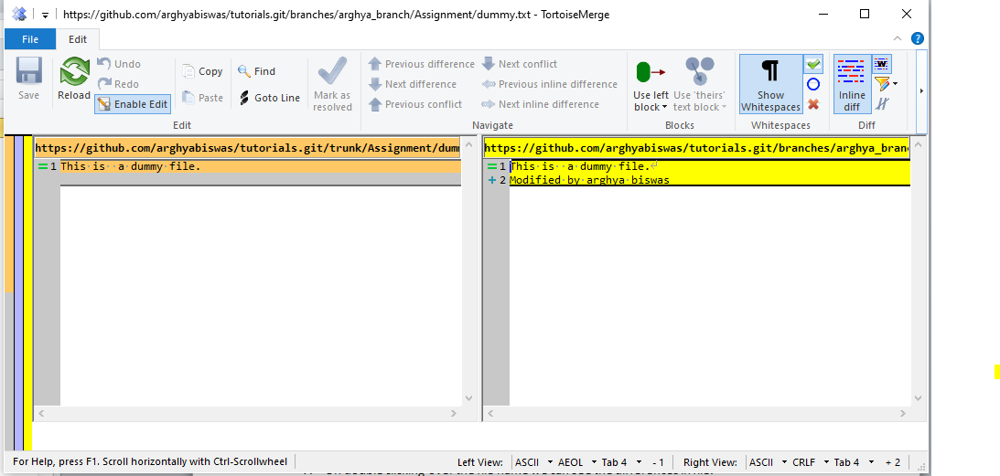 https://github.com/arghyabiswas/tutorials.git/branches/arghya_branch/Assignment/dummy.txt - TortoiseMerge
File Edit
Save
Reload
Undo
Redo
Enable Edit
Copy
Paste
Find
Goto Line
Mark as
resolved
Edit
Previous difference
Next difference
Previous conflict
Next conflict
Previous inline difference
Next inline difference
Navigate
Use left
block
Use 'theirs'
text block
Blocks
Show
Whitespaces
Whitespaces
Inline
diff
Diff
https://github.com/arghyabiswas/tutorials.git/trunk/Assignment/dum
1 This is  a dummy file.
https://github.com/arghyabiswas/tutorials.git/branches/arghya_bran
1 This is  a dummy file.
2 Modified by arghya biswas
For Help, press F1. Scroll horizontally with Ctrl-Scrollwheel
Left View: ASCII AEOL Tab 4 - 1
Right View: ASCII CRLF Tab 4 + 2